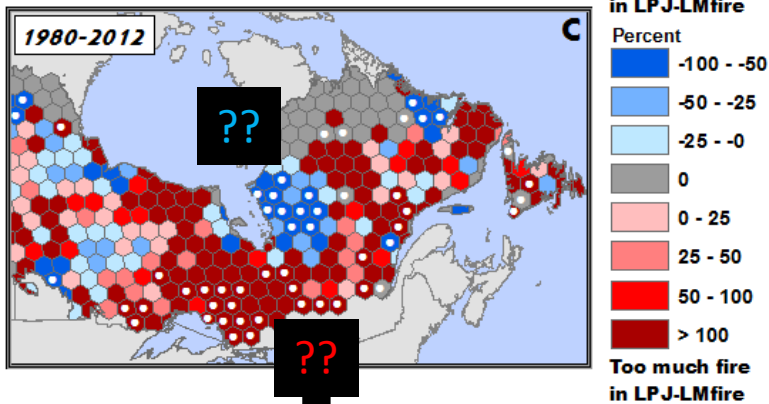 in LPJ-LMfire
1980-2012
C
Percent
-100 - -50
-50 - -25
-25 - -0
0
0 - 25
25 - 50
50 - 100
> 100
Too much fire
in LPJ-LMfire
??
??